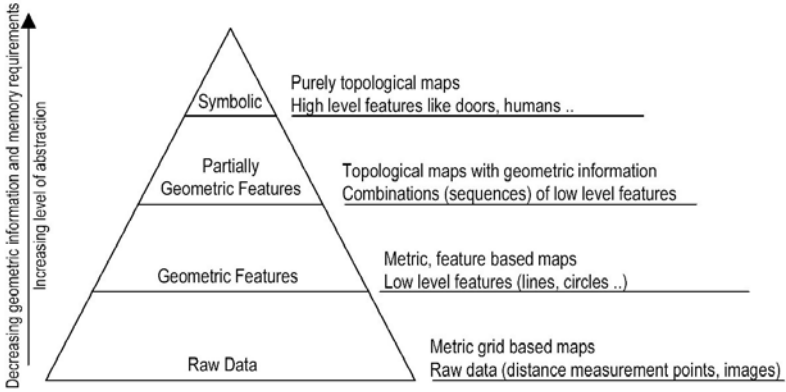 Decreasing geometric information and memory requirements
Increasing level of abstraction
Symbolic
Purely topological maps
High level features like doors, humans ..
Partially
Geometric Features
Topological maps with geometric information
Combinations (sequences) of low level features
Geometric Features
Metric, feature based maps
Low level features (lines, circles ..)
Raw Data
Metric grid based maps
Raw data (distance measurement points, images)